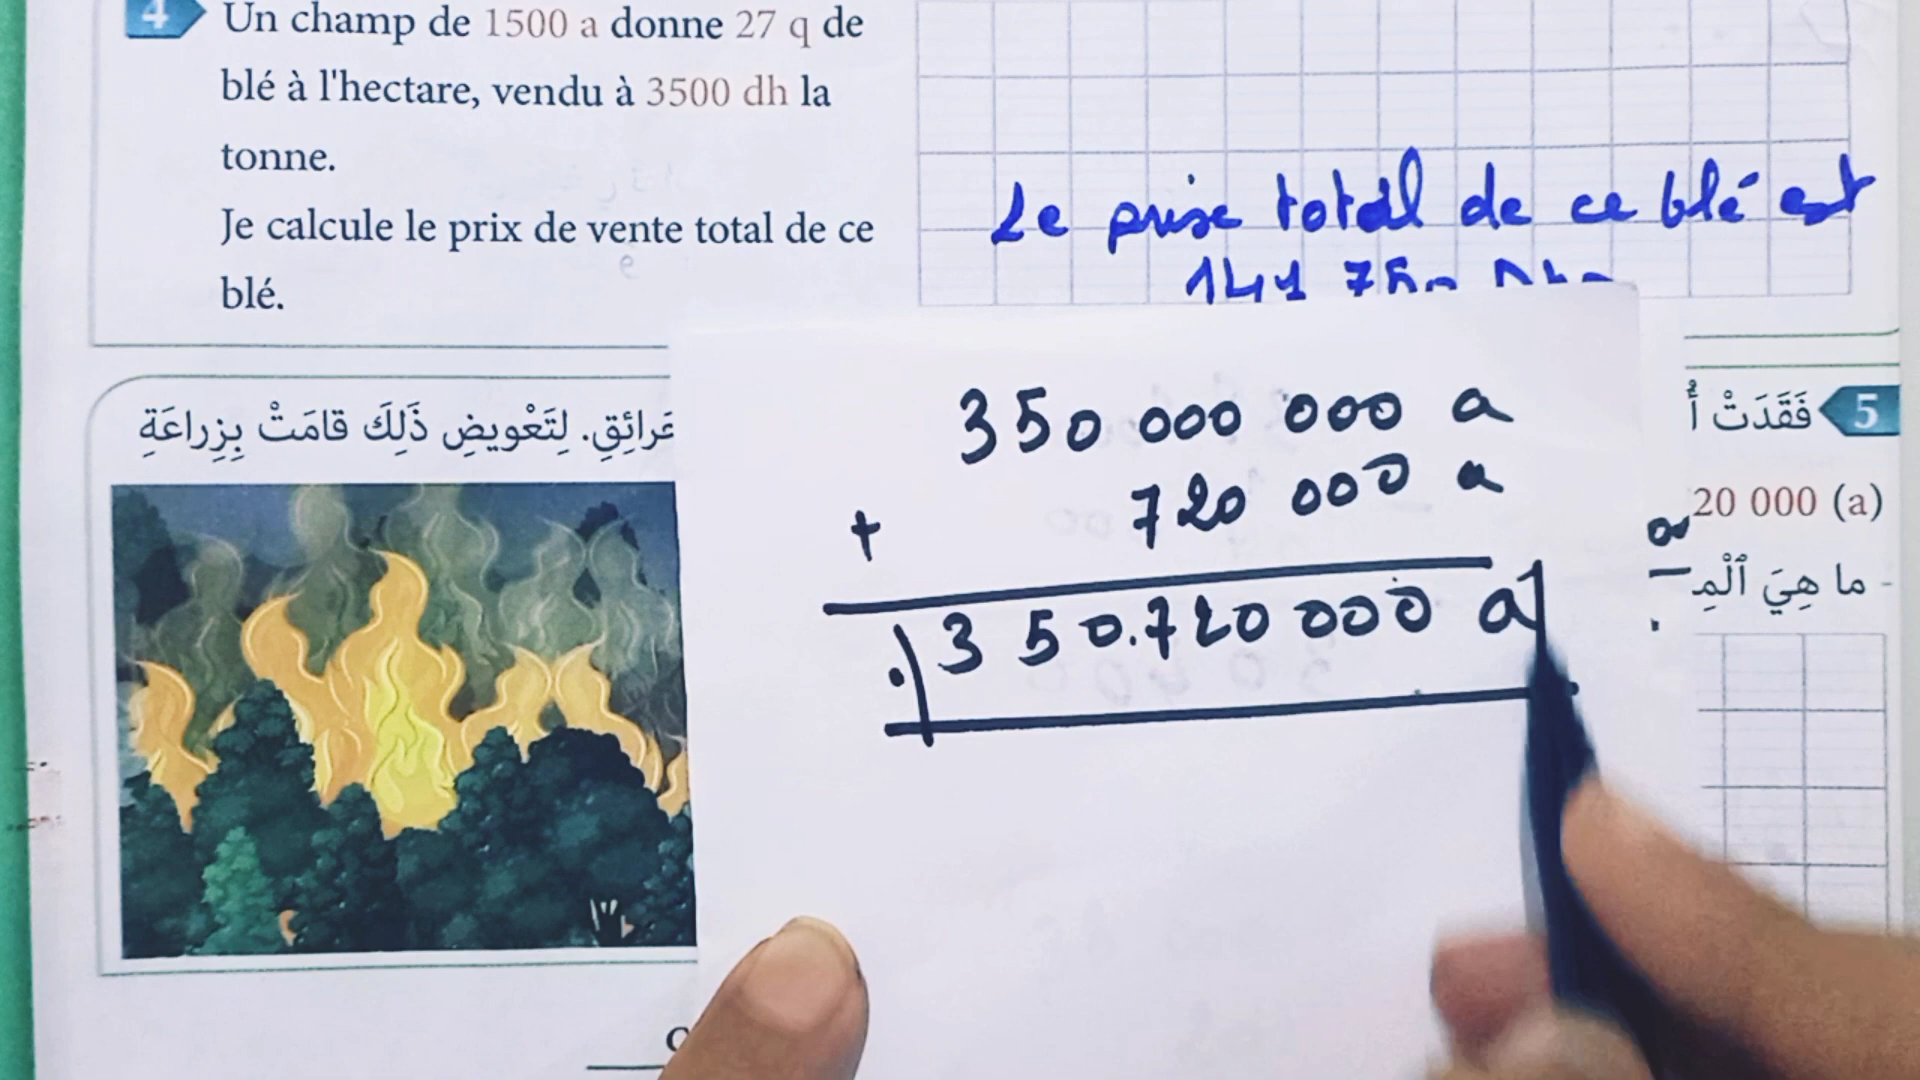 4 Un champ de 1500 a donne 27 q de
blé à l'hectare, vendu à 3500 dh la
tonne.
Je calcule le prix de vente total de ce
blé.
Le prix total de ce blé est
5 فَقَدَتْ
حَرائِقِ. لِتَعْويضِ ذَلِكَ قامَتْ بِزِراعَةِ
20 000 (a)
- ما هِيَ
350 000 000 a
+ 720 000 a
350.720 000 a